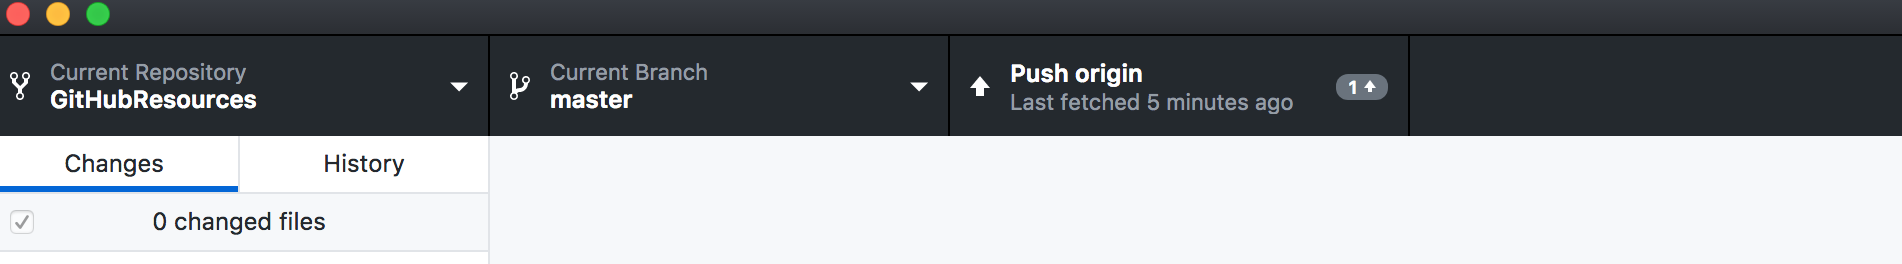 Current Repository
GitHubResources
Current Branch
master
Push origin
Last fetched 5 minutes ago
1
Changes
History
0 changed files